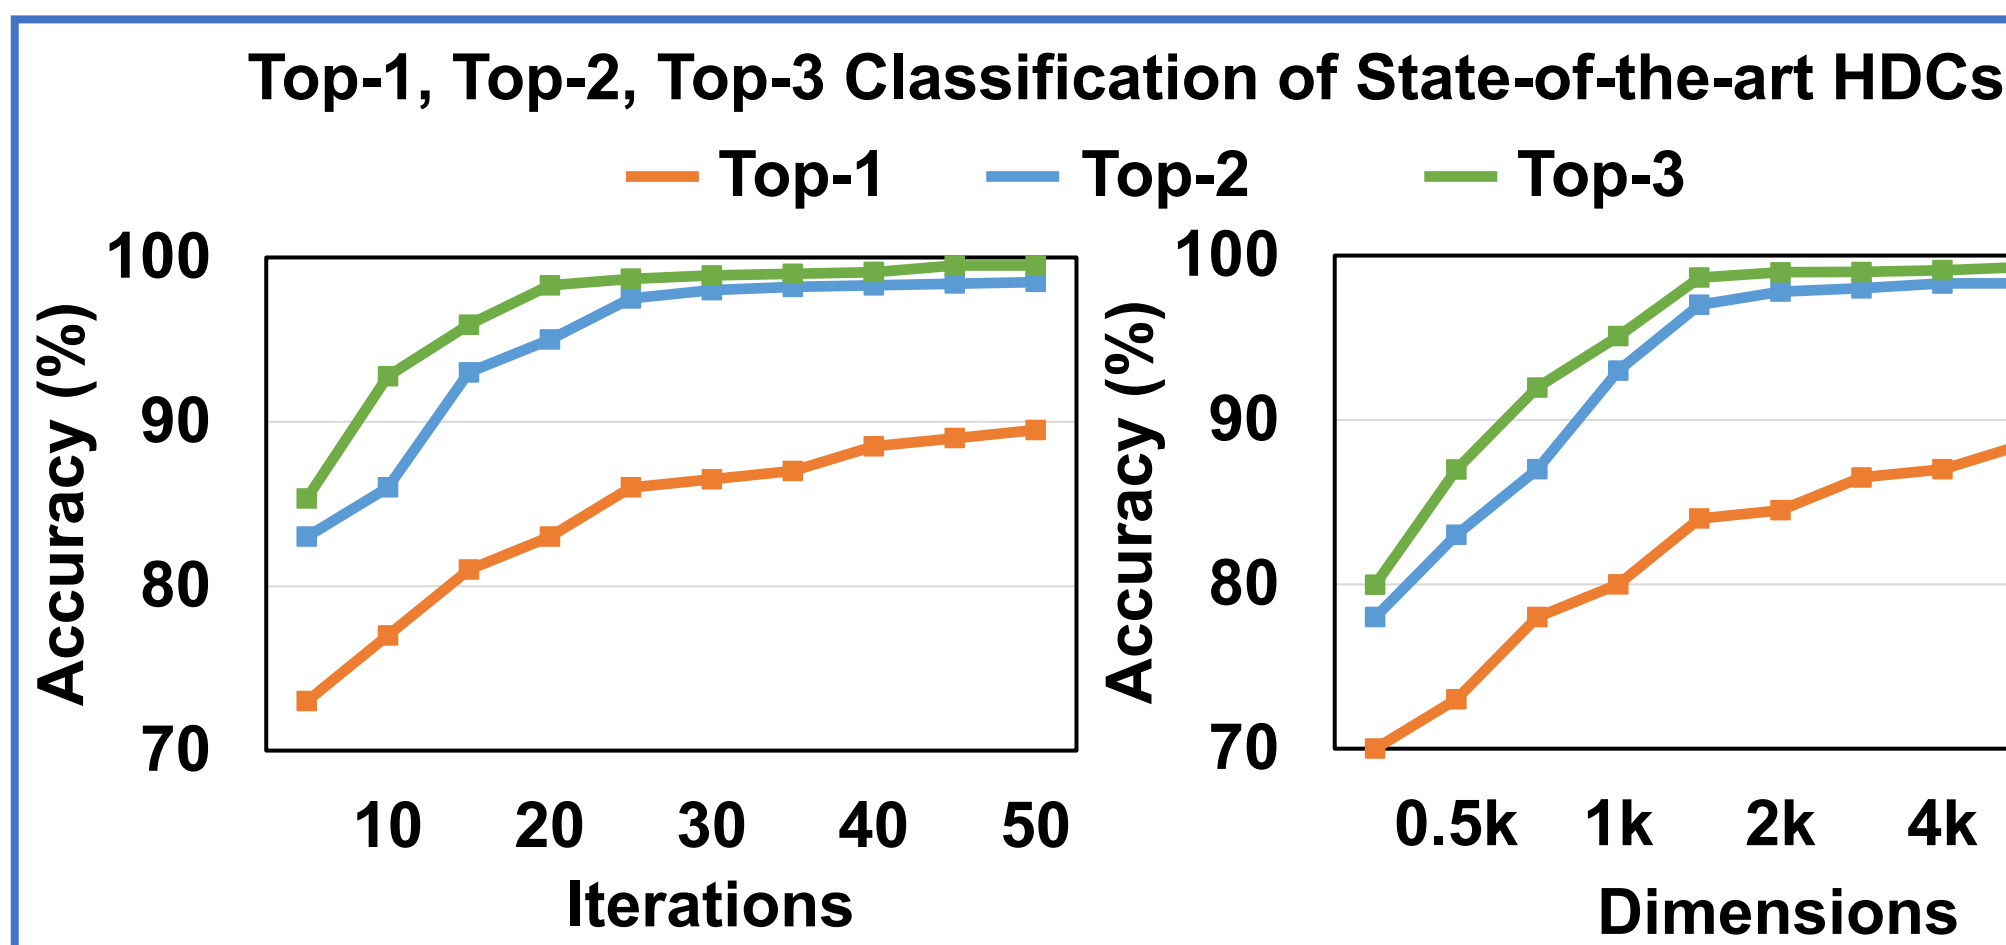 Top-1, Top-2, Top-3 Classification of State-of-the-art HDCs
Top-1 Top-2 Top-3
Accuracy (%)
100
90
80
70
10 20 30 40 50
Iterations
Accuracy (%)
100
90
80
70
0.5k 1k 2k 4k
Dimensions